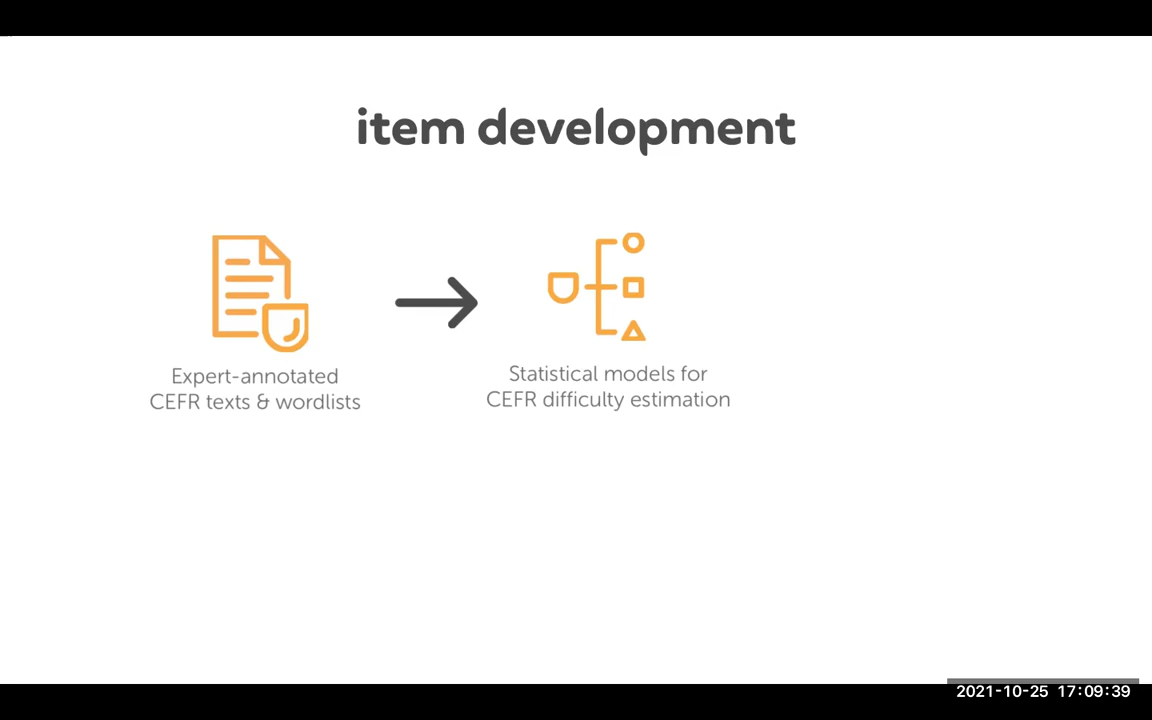 item development
Expert-annotated
CEFR texts & wordlists
Statistical models for
CEFR difficulty estimation
2021-10-25 17:09:39